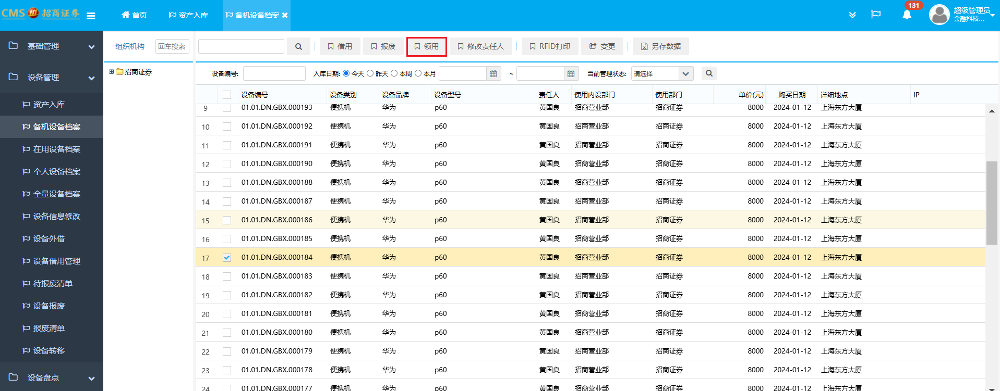 CMS 招商证券
首页
资产入库
备机设备档案
131
超级管理员
金融科技...
基础管理
设备管理
资产入库
备机设备档案
在用设备档案
个人设备档案
全量设备档案
设备信息修改
设备外借
设备借用管理
待报废清单
设备报废
报废清单
设备转移
设备盘点
组织机构
回车搜索
招商证券
借用
报废
领用
修改责任人
RFID打印
变更
另存数据
设备编号: 入库日期: 今天 昨天 本周 本月 ~ 当前管理状态: 请选择
设备编号 设备类别 设备品牌 设备型号 责任人 使用内设部门 使用部门 单价(元) 购买日期 详细地点 IP
9 01.01.DN.GBX.000193 便携机 华为 p60 黄国良 招商营业部 招商证券 8000 2024-01-12 上海东方大厦
10 01.01.DN.GBX.000192 便携机 华为 p60 黄国良 招商营业部 招商证券 8000 2024-01-12 上海东方大厦
11 01.01.DN.GBX.000191 便携机 华为 p60 黄国良 招商营业部 招商证券 8000 2024-01-12 上海东方大厦
12 01.01.DN.GBX.000190 便携机 华为 p60 黄国良 招商营业部 招商证券 8000 2024-01-12 上海东方大厦
13 01.01.DN.GBX.000188 便携机 华为 p60 黄国良 招商营业部 招商证券 8000 2024-01-12 上海东方大厦
14 01.01.DN.GBX.000187 便携机 华为 p60 黄国良 招商营业部 招商证券 8000 2024-01-12 上海东方大厦
15 01.01.DN.GBX.000186 便携机 华为 p60 黄国良 招商营业部 招商证券 8000 2024-01-12 上海东方大厦
16 01.01.DN.GBX.000185 便携机 华为 p60 黄国良 招商营业部 招商证券 8000 2024-01-12 上海东方大厦
17 01.01.DN.GBX.000184 便携机 华为 p60 黄国良 招商营业部 招商证券 8000 2024-01-12 上海东方大厦
18 01.01.DN.GBX.000183 便携机 华为 p60 黄国良 招商营业部 招商证券 8000 2024-01-12 上海东方大厦
19 01.01.DN.GBX.000182 便携机 华为 p60 黄国良 招商营业部 招商证券 8000 2024-01-12 上海东方大厦
20 01.01.DN.GBX.000181 便携机 华为 p60 黄国良 招商营业部 招商证券 8000 2024-01-12 上海东方大厦
21 01.01.DN.GBX.000180 便携机 华为 p60 黄国良 招商营业部 招商证券 8000 2024-01-12 上海东方大厦
22 01.01.DN.GBX.000179 便携机 华为 p60 黄国良 招商营业部 招商证券 8000 2024-01-12 上海东方大厦
23 01.01.DN.GBX.000178 便携机 华为 p60 黄国良 招商营业部 招商证券 8000 2024-01-12 上海东方大厦
24 01.01.DN.GBX.000177 便携机 华为 p60 黄国良 招商营业部 招商证券 8000 2024-01-12 上海东方大厦